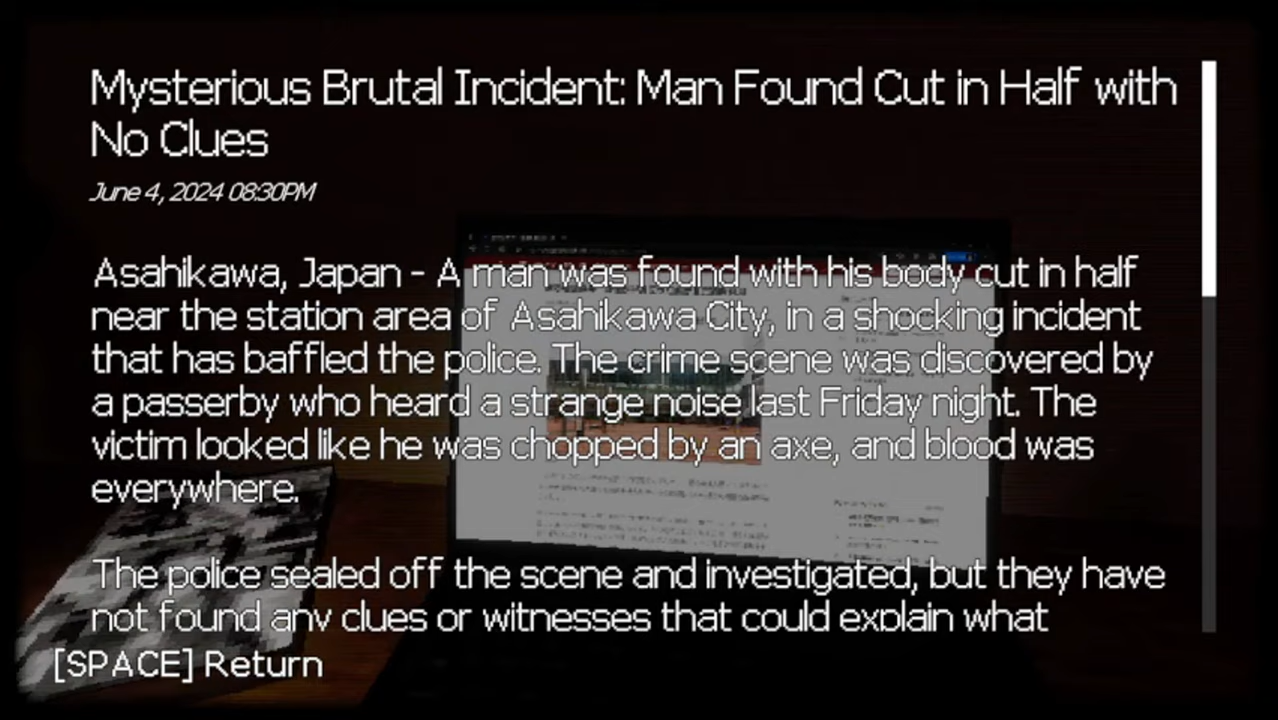 Mysterious Brutal Incident: Man Found Cut in Half with
No Clues
June 4, 2024 08:30PM
Asahikawa, Japan - A man was found with his body cut in half
near the station area of Asahikawa City, in a shocking incident
that has baffled the police. The crime scene was discovered by
a passerby who heard a strange noise last Friday night. The
victim looked like he was chopped by an axe, and blood was
everywhere.
The police sealed off the scene and investigated, but they have
not found any clues or witnesses that could explain what
[SPACE] Return